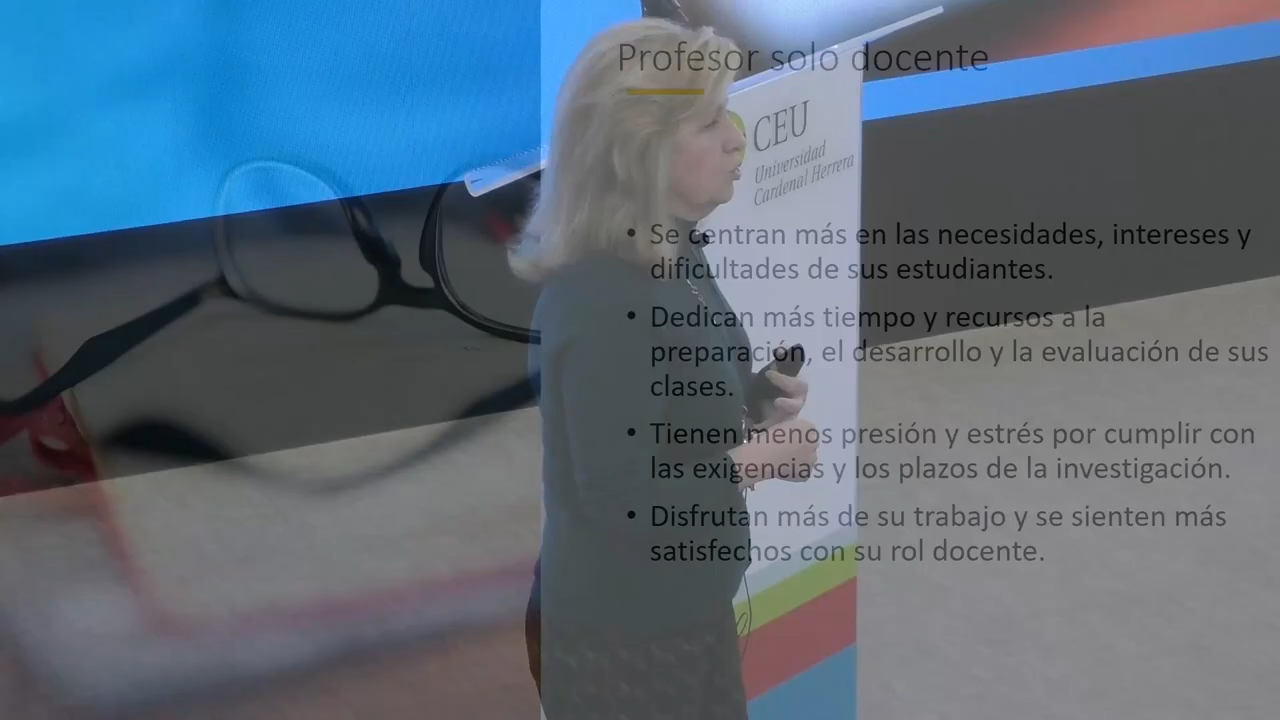 Profesor solo docente
CEU
Universidad
Cardenal Herrera
• Se centran más en las necesidades, intereses y
dificultades de sus estudiantes.
• Dedican más tiempo y recursos a la
preparación, el desarrollo y la evaluación de sus
clases.
• Tienen menos presión y estrés por cumplir con
las exigencias y los plazos de la investigación.
• Disfrutan más de su trabajo y se sienten más
satisfechos con su rol docente.